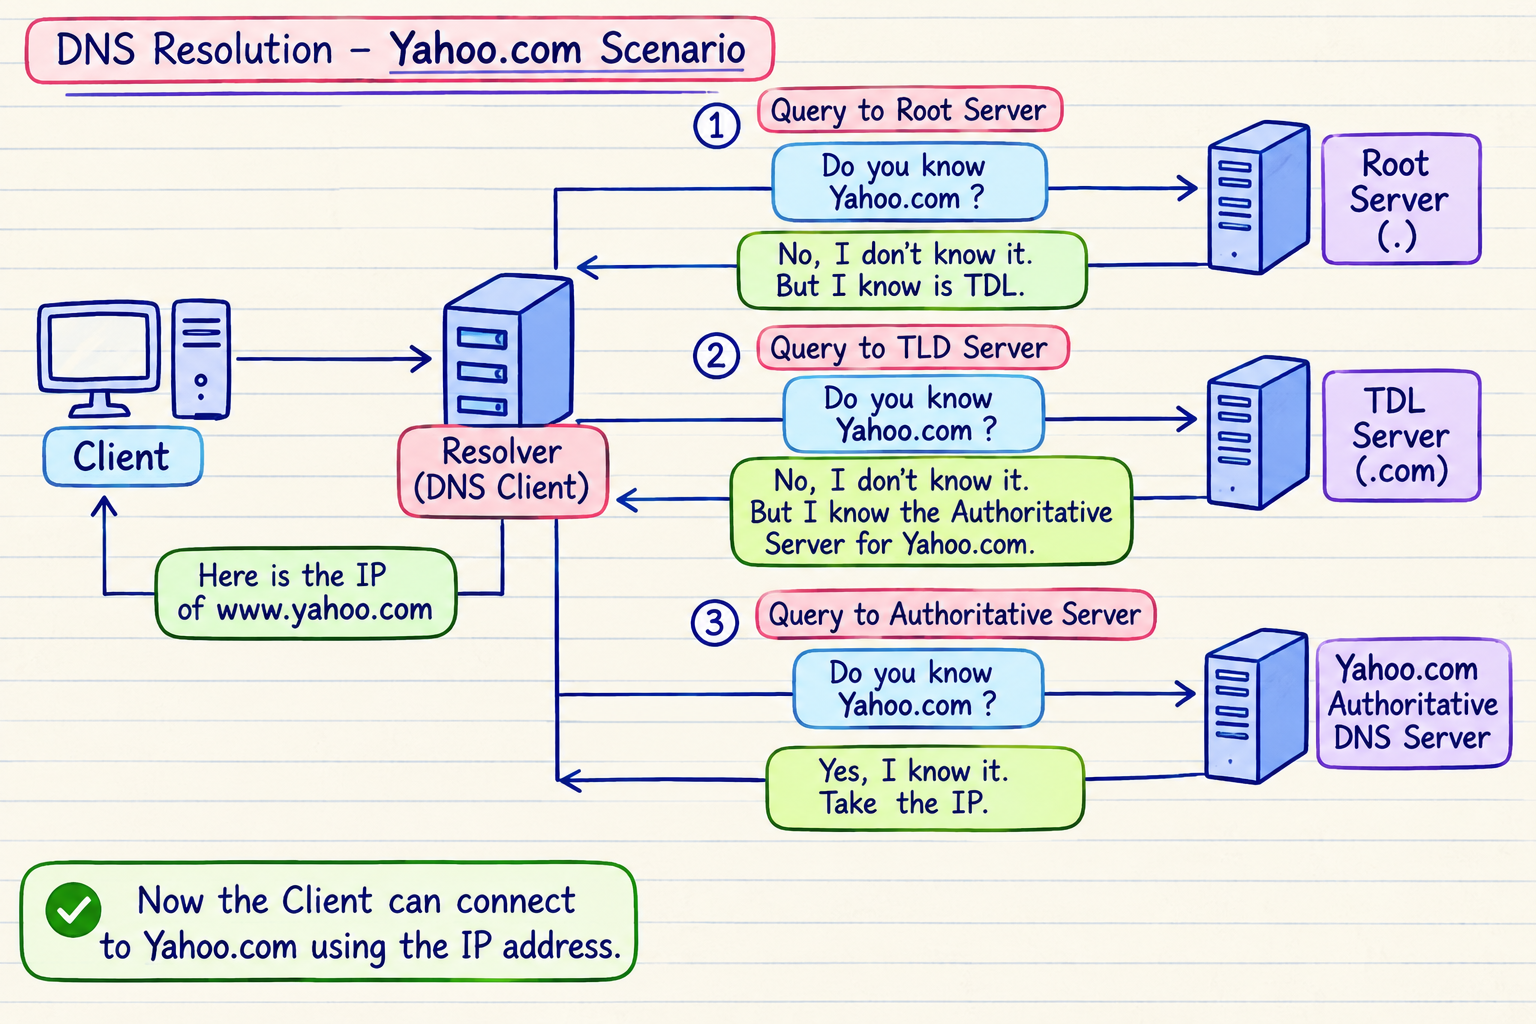 DNS Resolution – Yahoo.com Scenario
1
Query to Root Server
Do you know
Yahoo.com ?
No, I don't know it.
But I know is TDL.
Root
Server
(.)
2
Query to TLD Server
Do you know
Yahoo.com ?
No, I don't know it.
But I know the Authoritative
Server for Yahoo.com.
TDL
Server
(.com)
Client
Resolver
(DNS Client)
Here is the IP
of www.yahoo.com
3
Query to Authoritative Server
Do you know
Yahoo.com ?
Yes, I know it.
Take the IP.
Yahoo.com
Authoritative
DNS Server
Now the Client can connect
to Yahoo.com using the IP address.